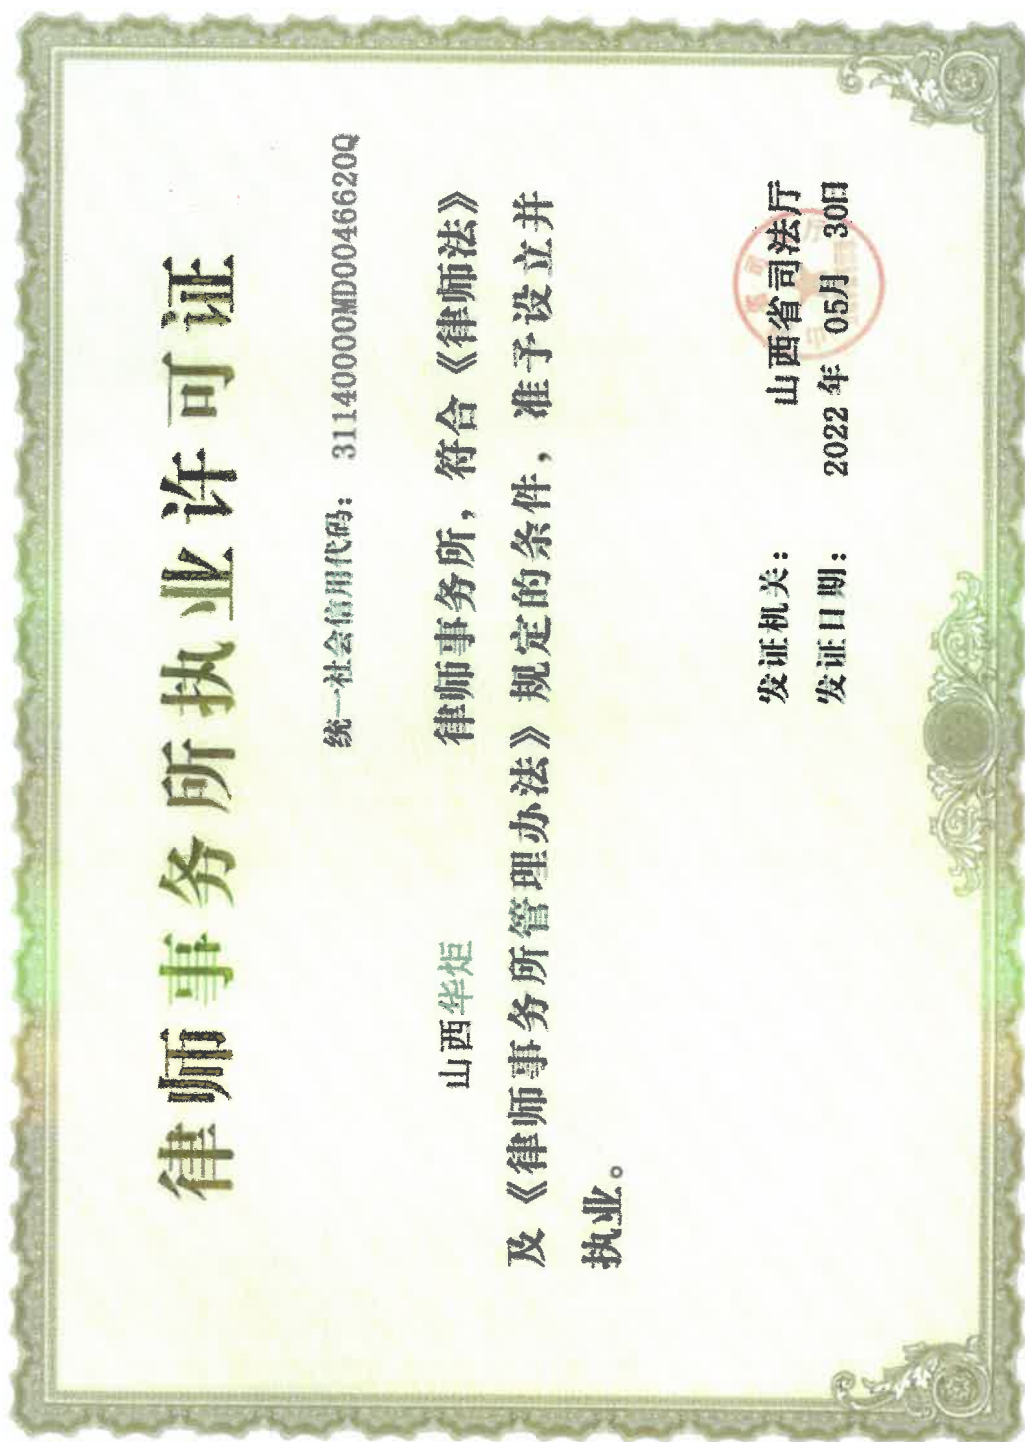 律师事务所执业许可证
统一社会信用代码：31140000MD0046620Q
山西华炬 律师事务所，符合《律师法》
及《律师事务所管理办法》规定的条件，准予设立并
执业。
发证机关： 山西省司法厅
发证日期： 2022 年 05月 30日